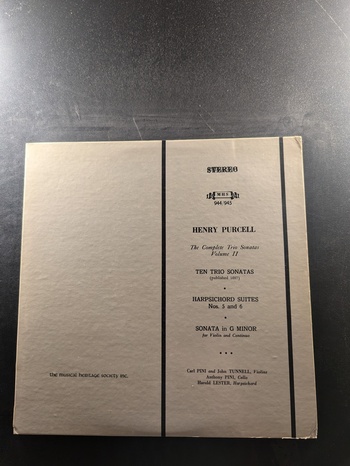 STEREO
MHS
944/945
HENRY PURCELL
The Complete Trio Sonatas
Volume II
TEN TRIO SONATAS
(published, 1697)
HARPSICHORD SUITES
Nos. 5 and 6
SONATA in G MINOR
for Violin and Continuo
Carl PINI and John TUNNELL, Violins
Anthony PINI, Cello
Harold LESTER, Harpsichord
THE MUSICAL HERITAGE SOCIETY INC.